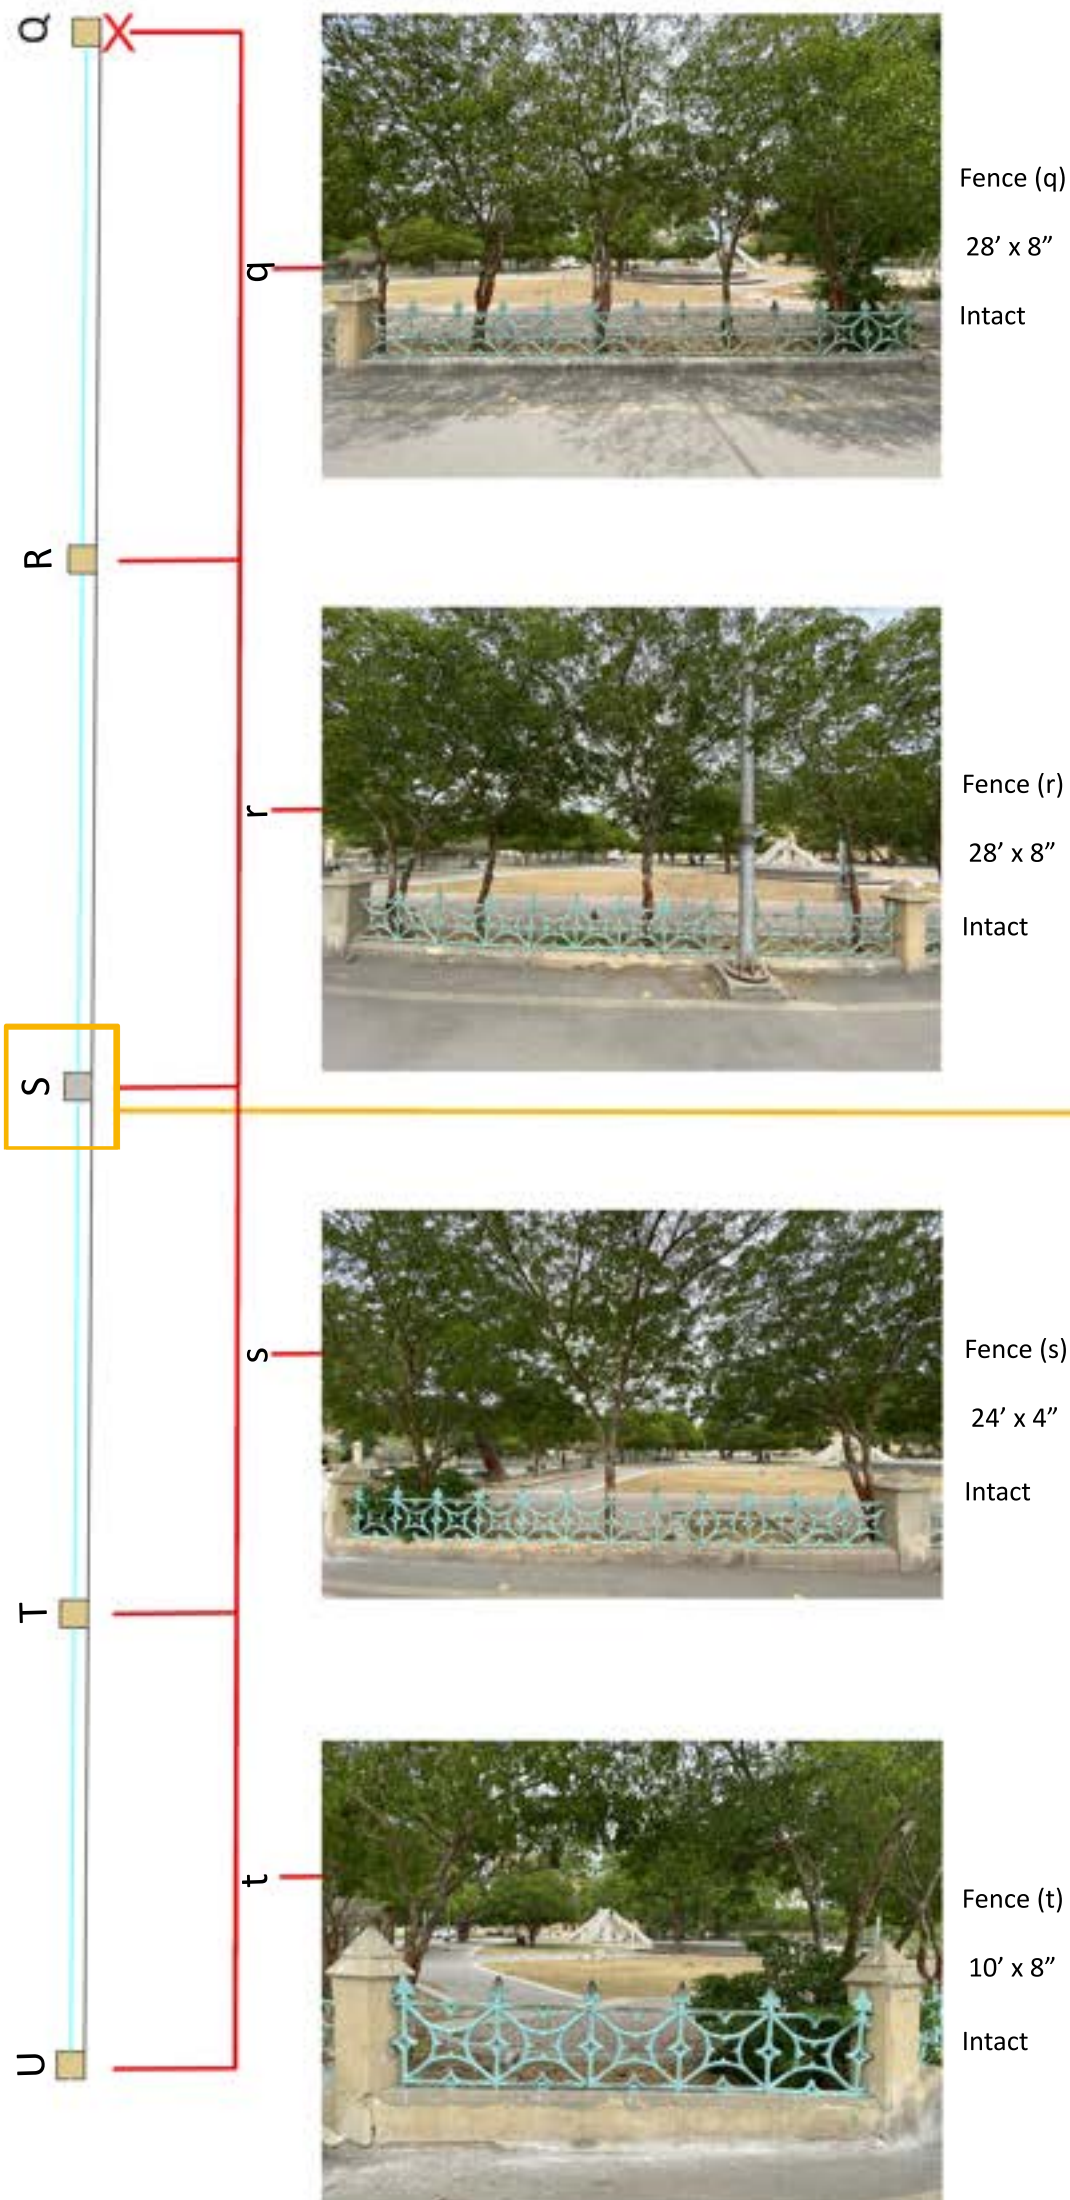 Q
X
q
Fence (q)
28’ x 8”
Intact
R
r
Fence (r)
28’ x 8”
Intact
S
s
Fence (s)
24’ x 4”
Intact
T
t
Fence (t)
10’ x 8”
Intact
U